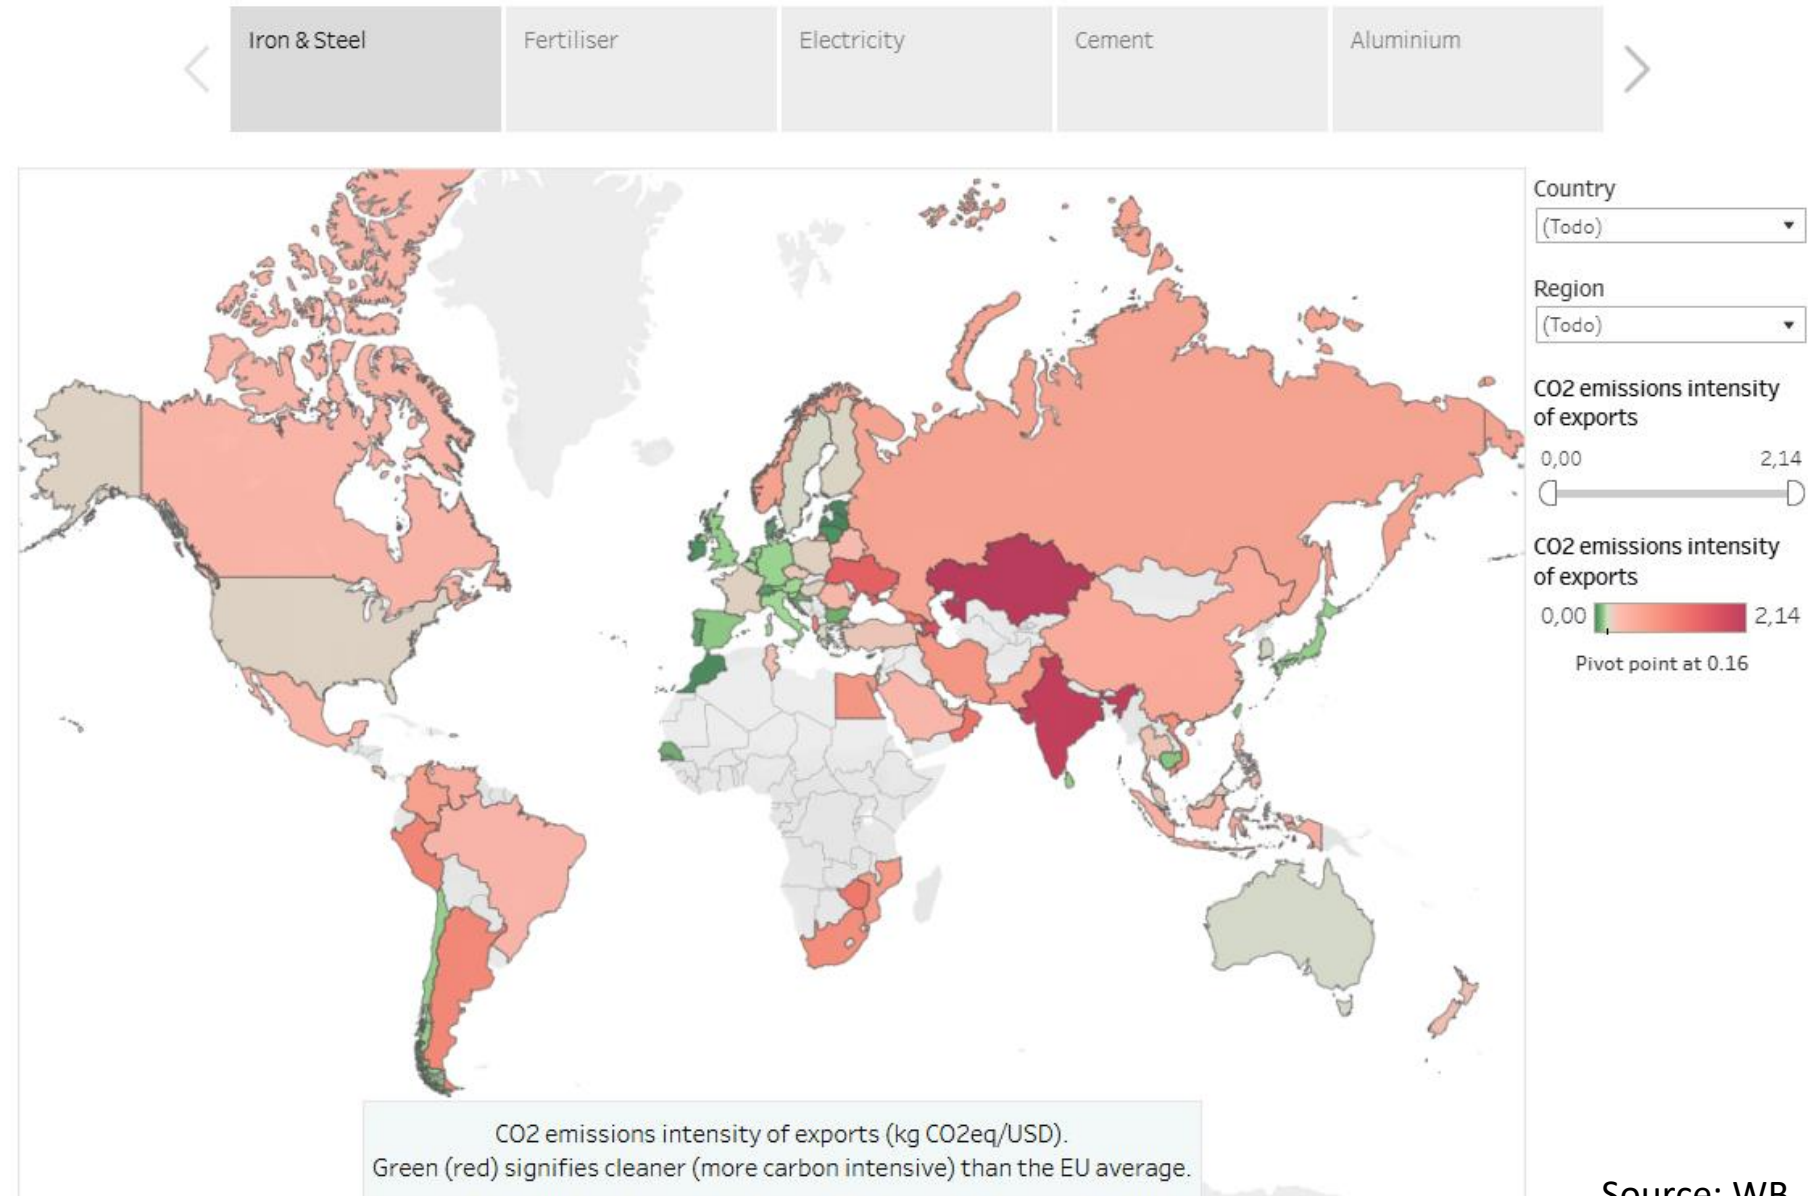 Iron & Steel
Fertiliser
Electricity
Cement
Aluminium
Country
(Todo)
Region
(Todo)
CO2 emissions intensity
of exports
0,00 2,14
CO2 emissions intensity
of exports
0,00 2,14
Pivot point at 0.16
CO2 emissions intensity of exports (kg CO2eq/USD).
Green (red) signifies cleaner (more carbon intensive) than the EU average.
Source: WB